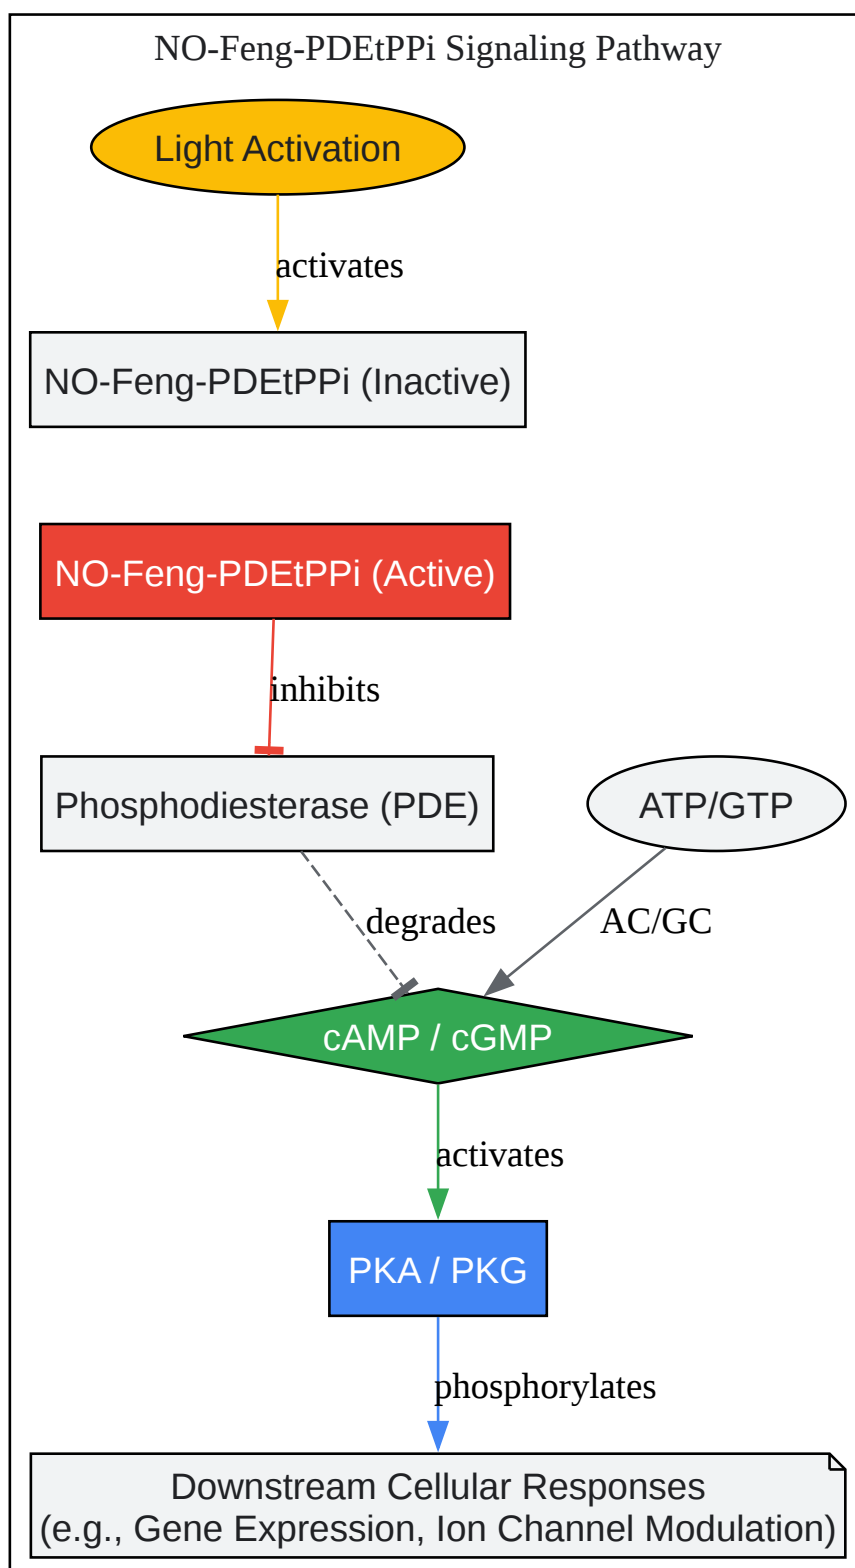 NO-Feng-PDEtPPi Signaling Pathway
Light Activation
activates
NO-Feng-PDEtPPi (Inactive)
NO-Feng-PDEtPPi (Active)
inhibits
Phosphodiesterase (PDE)
ATP/GTP
degrades
AC/GC
cAMP / cGMP
activates
PKA / PKG
phosphorylates
Downstream Cellular Responses
(e.g., Gene Expression, Ion Channel Modulation)